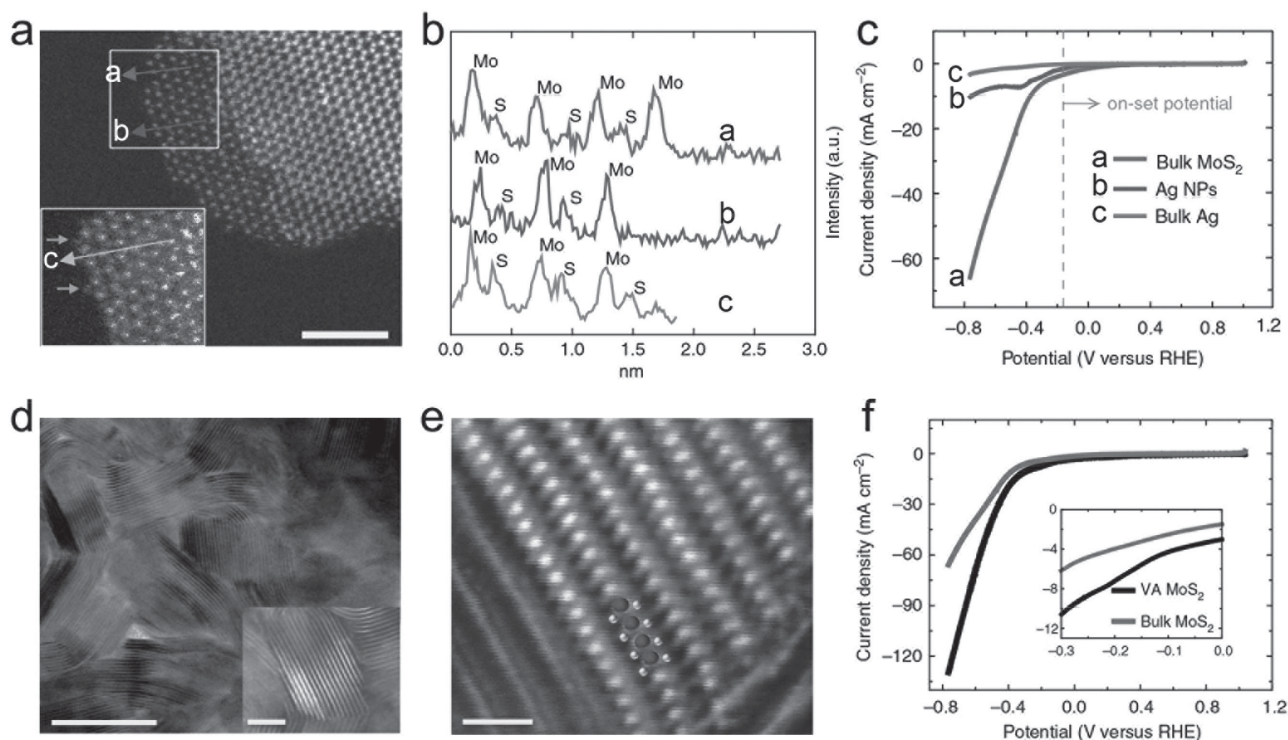 a
a
b
c
b
Mo
Mo
Mo
Mo
S
S
S
a
Mo
Mo
Mo
S
S
b
Mo
Mo
Mo
S
S
S
c
0.0 0.5 1.0 1.5 2.0 2.5 3.0
nm
Intensity (a.u.)
c
0
−20
−40
−60
Current density (mA cm−2)
c
b
a
on-set potential
a Bulk MoS2
b Ag NPs
c Bulk Ag
−0.8 −0.4 0.0 0.4 0.8 1.2
Potential (V versus RHE)
d
e
f
0
−30
−60
−90
−120
Current density (mA cm−2)
0
−4
−8
−12
VA MoS2
Bulk MoS2
−0.3 −0.2 −0.1 0.0
−0.8 −0.4 0.0 0.4 0.8 1.2
Potential (V versus RHE)